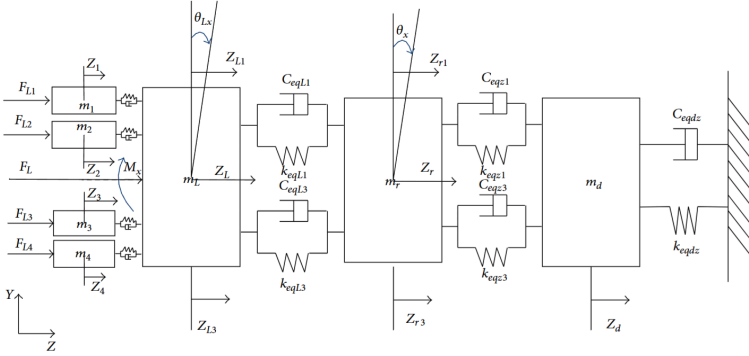 θLx
θx
Z1
ZL1
Zr1
FL1
m1
CeqL1
Ceqz1
FL2
m2
Ceqdz
FL
Z2
Mx
mL
ZL
keqL1
mr
Zr
keqz1
md
Z3
CeqL3
Ceqz3
FL3
m3
keqdz
FL4
m4
keqL3
keqz3
Z4
Y
Z
ZL3
Zr3
Zd